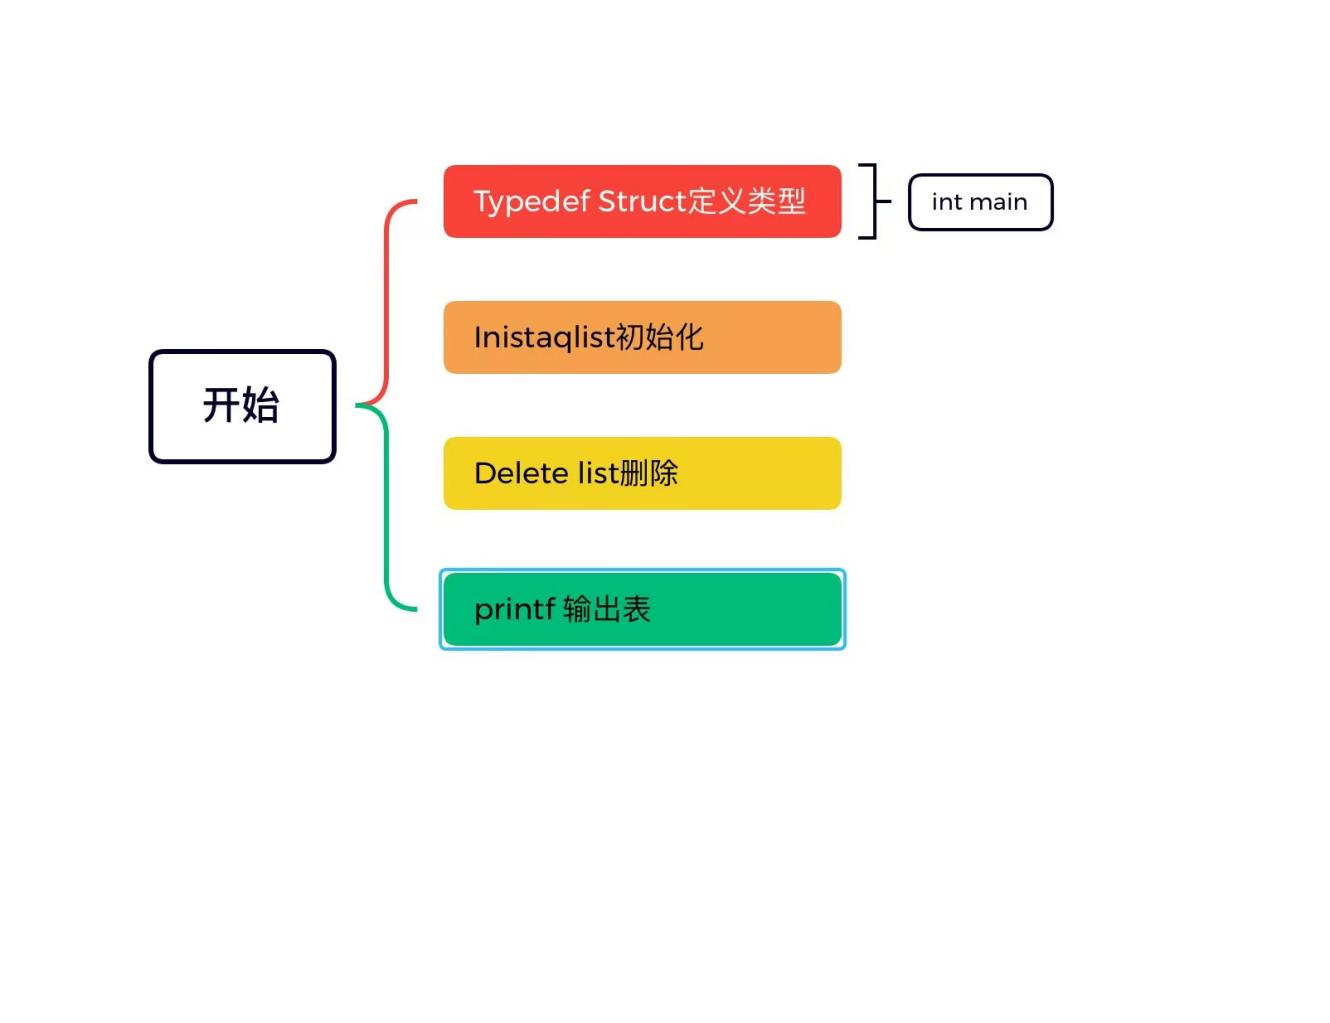 Typedef Struct定义类型
int main
Inistaqlist初始化
开始
Delete list删除
printf 输出表